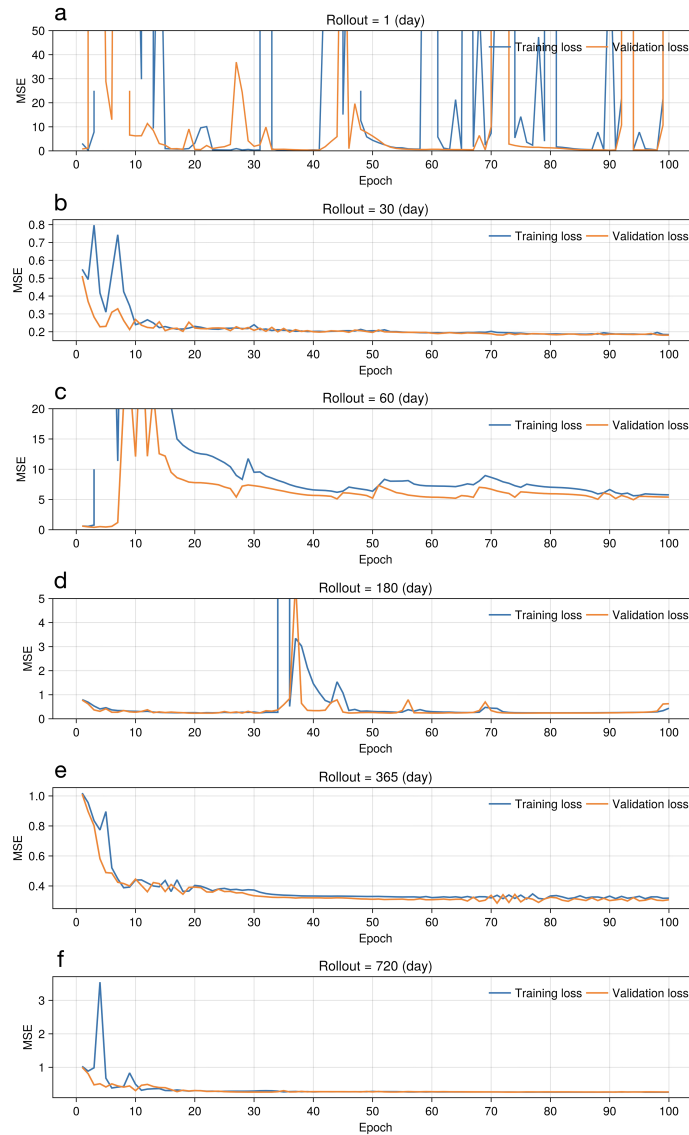 a
Rollout = 1 (day)
50
40
30
20
10
0
MSE
Training loss
Validation loss
0 10 20 30 40 50 60 70 80 90 100
Epoch
b
Rollout = 30 (day)
0.8
0.7
0.6
0.5
0.4
0.3
0.2
MSE
Training loss
Validation loss
0 10 20 30 40 50 60 70 80 90 100
Epoch
c
Rollout = 60 (day)
20
15
10
5
0
MSE
Training loss
Validation loss
0 10 20 30 40 50 60 70 80 90 100
Epoch
d
Rollout = 180 (day)
5
4
3
2
1
0
MSE
Training loss
Validation loss
0 10 20 30 40 50 60 70 80 90 100
Epoch
e
Rollout = 365 (day)
1.0
0.8
0.6
0.4
MSE
Training loss
Validation loss
0 10 20 30 40 50 60 70 80 90 100
Epoch
f
Rollout = 720 (day)
3
2
1
MSE
Training loss
Validation loss
0 10 20 30 40 50 60 70 80 90 100
Epoch